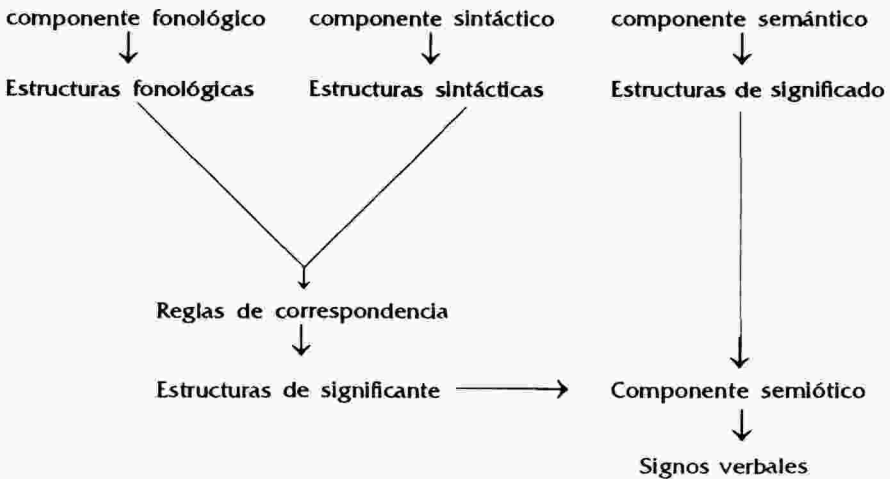 componente fonológico componente sintáctico componente semántico
Estructuras fonológicas Estructuras sintácticas Estructuras de significado
Reglas de correspondencia
Estructuras de significante Componente semiótico
Signos verbales